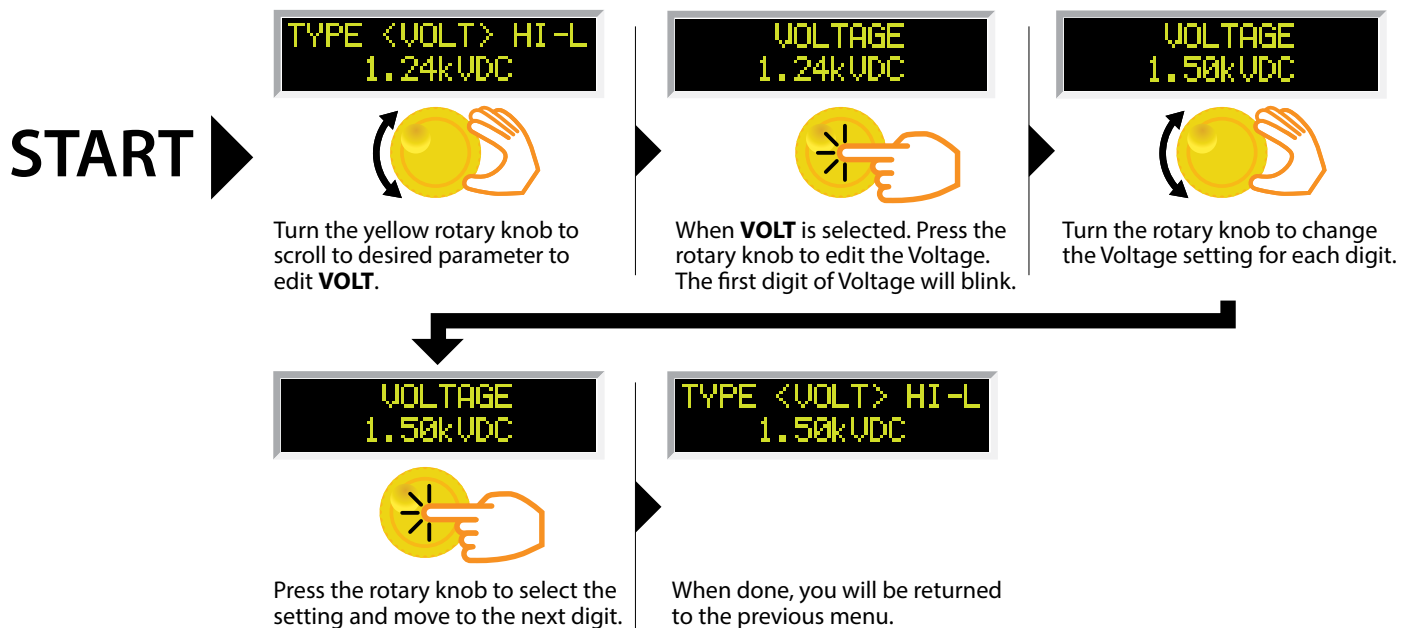 START
TYPE <VOLT> HI-L
1.24kVDC
Turn the yellow rotary knob to
scroll to desired parameter to
edit VOLT.
VOLTAGE
1.24kVDC
When VOLT is selected. Press the
rotary knob to edit the Voltage.
The first digit of Voltage will blink.
VOLTAGE
1.50kVDC
Turn the rotary knob to change
the Voltage setting for each digit.
VOLTAGE
1.50kVDC
Press the rotary knob to select the
setting and move to the next digit.
TYPE <VOLT> HI-L
1.50kVDC
When done, you will be returned
to the previous menu.